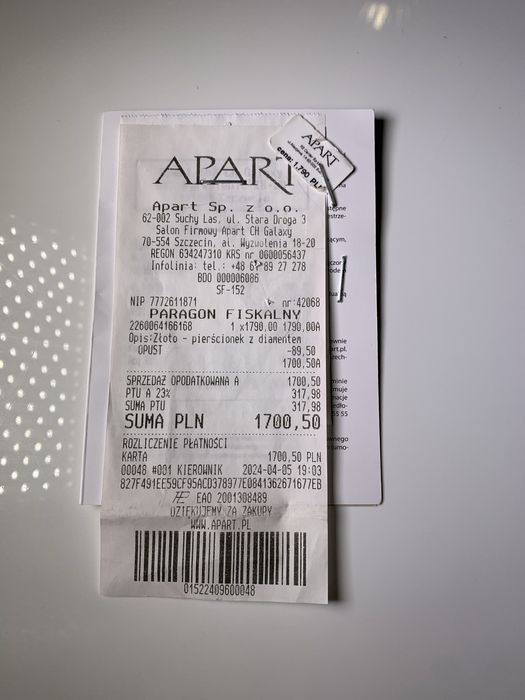 APART
APART
cena: 1,790 PLN
Apart Sp. z o.o.
62-002 Suchy Las, ul. Stara Droga 3
Salon Firmowy Apart CH Galaxy
70-554 Szczecin, al. Wyzwolenia 18-20
REGON 634247310 KRS nr 0000056437
Infolinia: tel.: +48 61 89 27 278
BDO 000006086
SF-152
NIP 7772611871 nr:42068
PARAGON FISKALNY
2260064166168 1 x1790,00 1790,00A
Opis:Złoto - pierścionek z diamentem
OPUST -89,50
1700,50A
SPRZEDAŻ OPODATKOWANA A 1700,50
PTU A 23% 317,98
SUMA PTU 317,98
SUMA PLN 1700,50
ROZLICZENIE PŁATNOŚCI
KARTA 1700,50 PLN
00048 #001 KIEROWNIK 2024-04-05 19:03
827F491EE59CF95ACD378977E0841362671677EB
EAO 2001308489
DZIĘKUJEMY ZA ZAKUPY
WWW.APART.PL
01522409600048